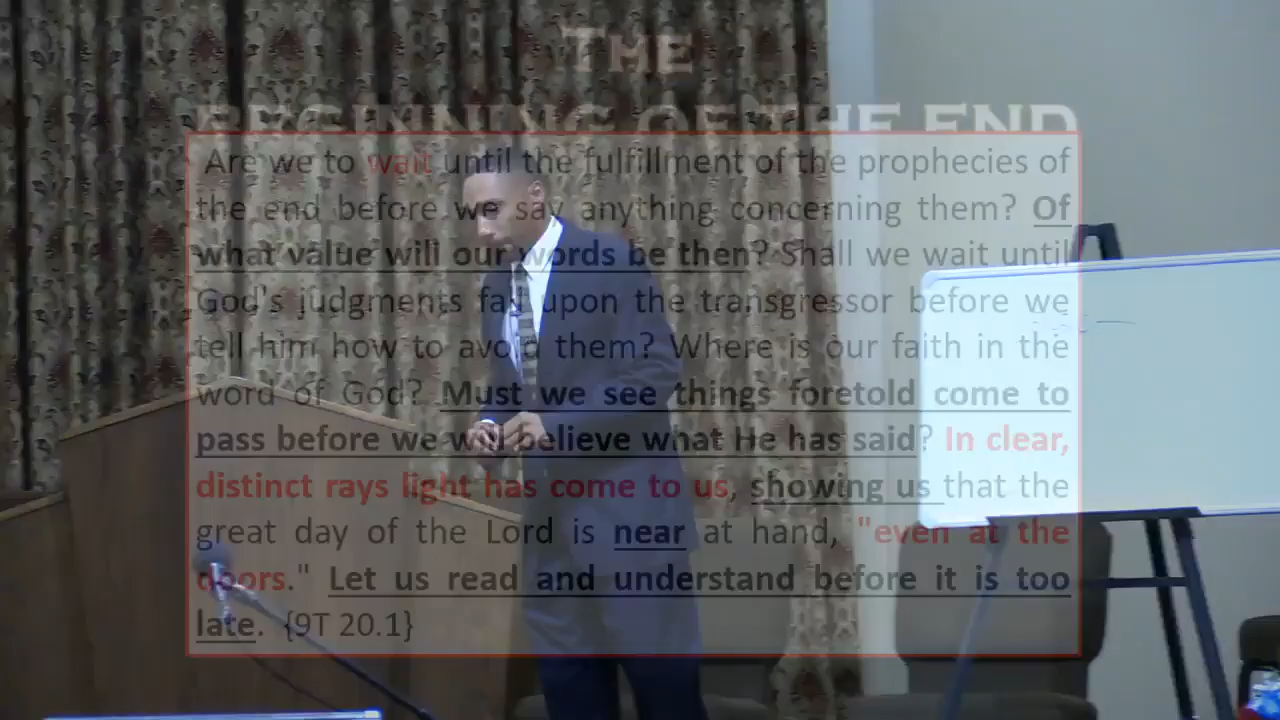 THE
BEGINNING OF THE END
Are we to wait until the fulfillment of the prophecies of
the end before we say anything concerning them? Of
what value will our words be then? Shall we wait until
God's judgments fall upon the transgressor before we
tell him how to avoid them? Where is our faith in the
word of God? Must we see things foretold come to
pass before we will believe what He has said? In clear,
distinct rays light has come to us, showing us that the
great day of the Lord is near at hand, "even at the
doors." Let us read and understand before it is too
late. {9T 20.1}